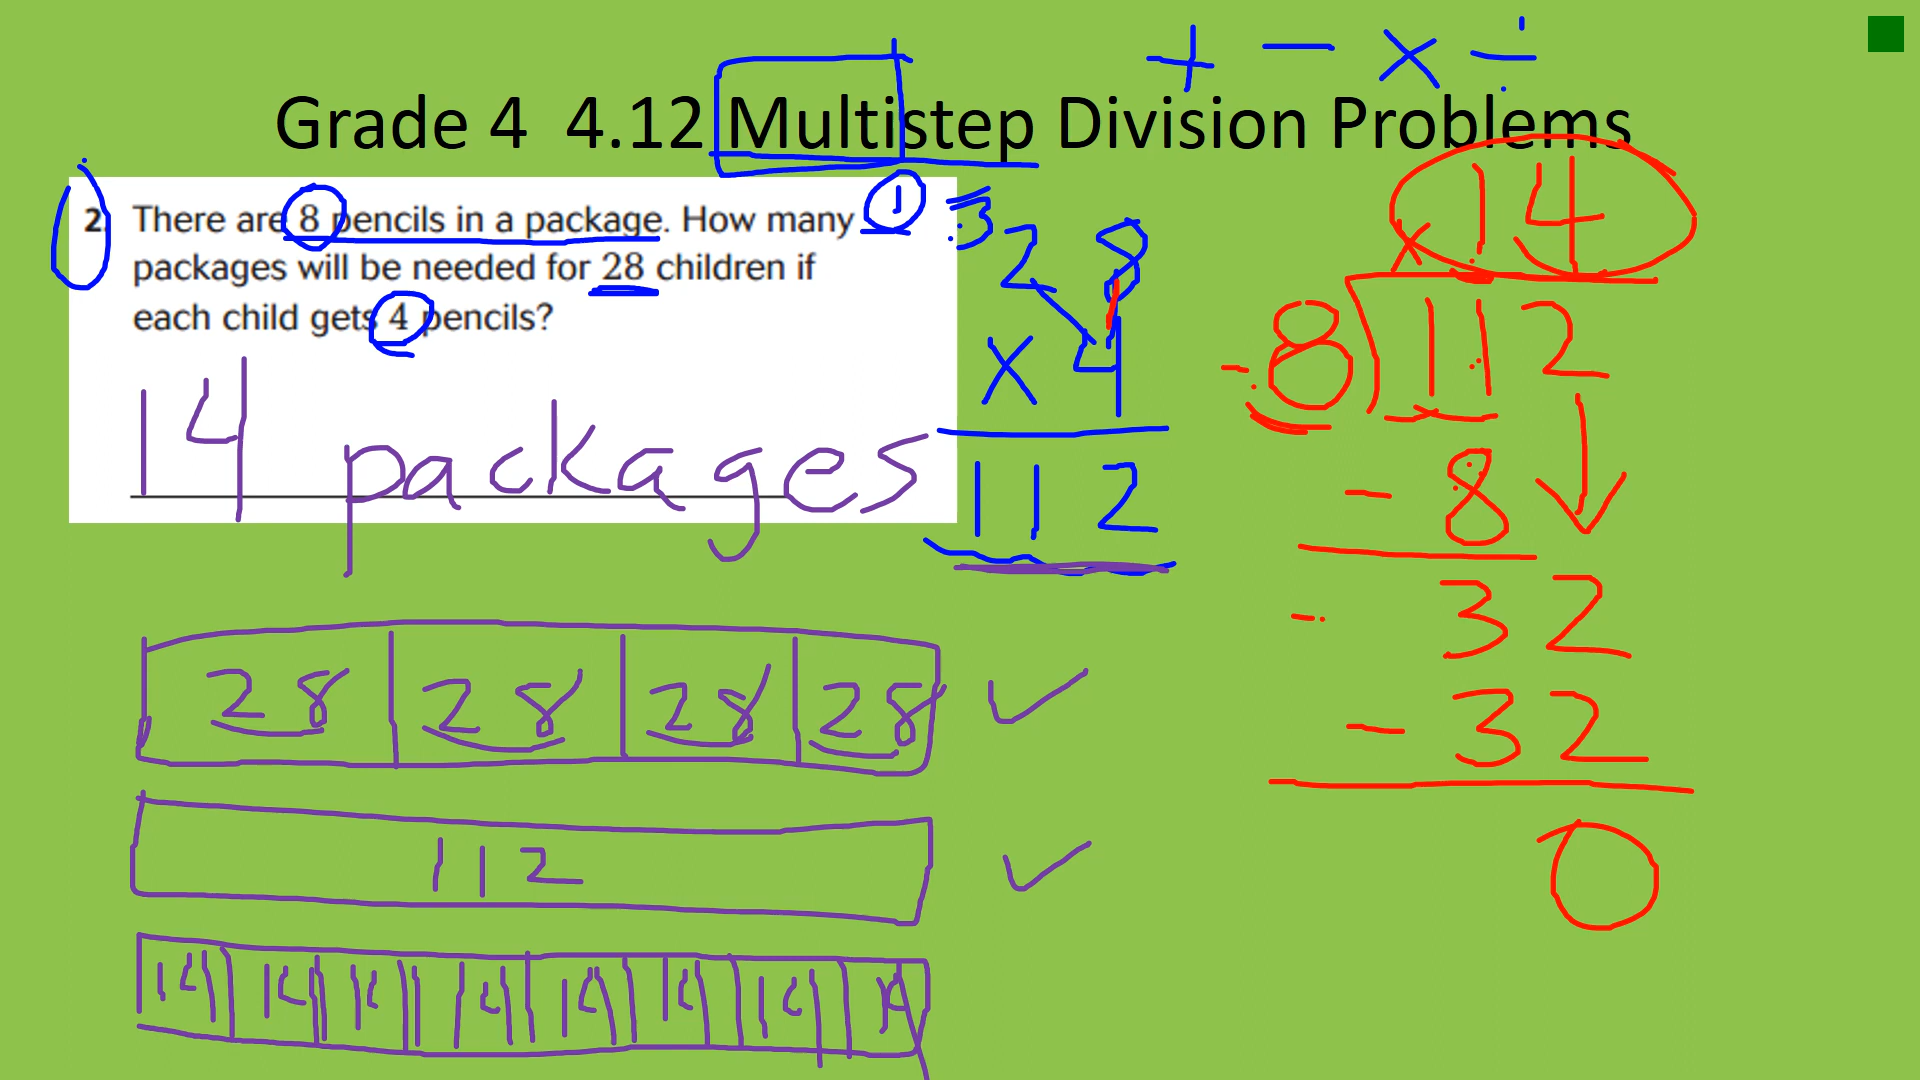 + − × ÷
Grade 4 4.12 Multistep Division Problems
2. There are 8 pencils in a package. How many
packages will be needed for 28 children if
each child gets 4 pencils?
14 packages
1
3
28
× 4
112
14
8)112
- 8
32
- 32
0
28 28 28 28
112
14 14 14 14 14 14 14 14